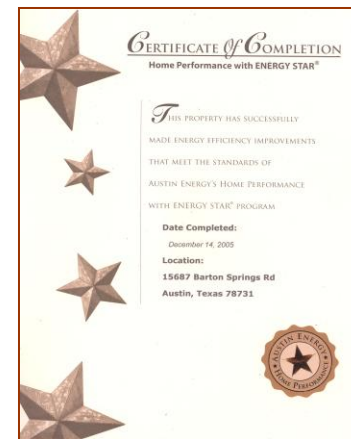 CERTIFICATE Of COMPLETION
Home Performance with ENERGY STAR®
THIS PROPERTY HAS SUCCESSFULLY
MADE ENERGY EFFICIENCY IMPROVEMENTS
THAT MEET THE STANDARDS OF
AUSTIN ENERGY'S HOME PERFORMANCE
WITH ENERGY STAR® PROGRAM
Date Completed:
December 14, 2005
Location:
15687 Barton Springs Rd
Austin, Texas 78731
AUSTIN ENERGY
HOME PERFORMANCE